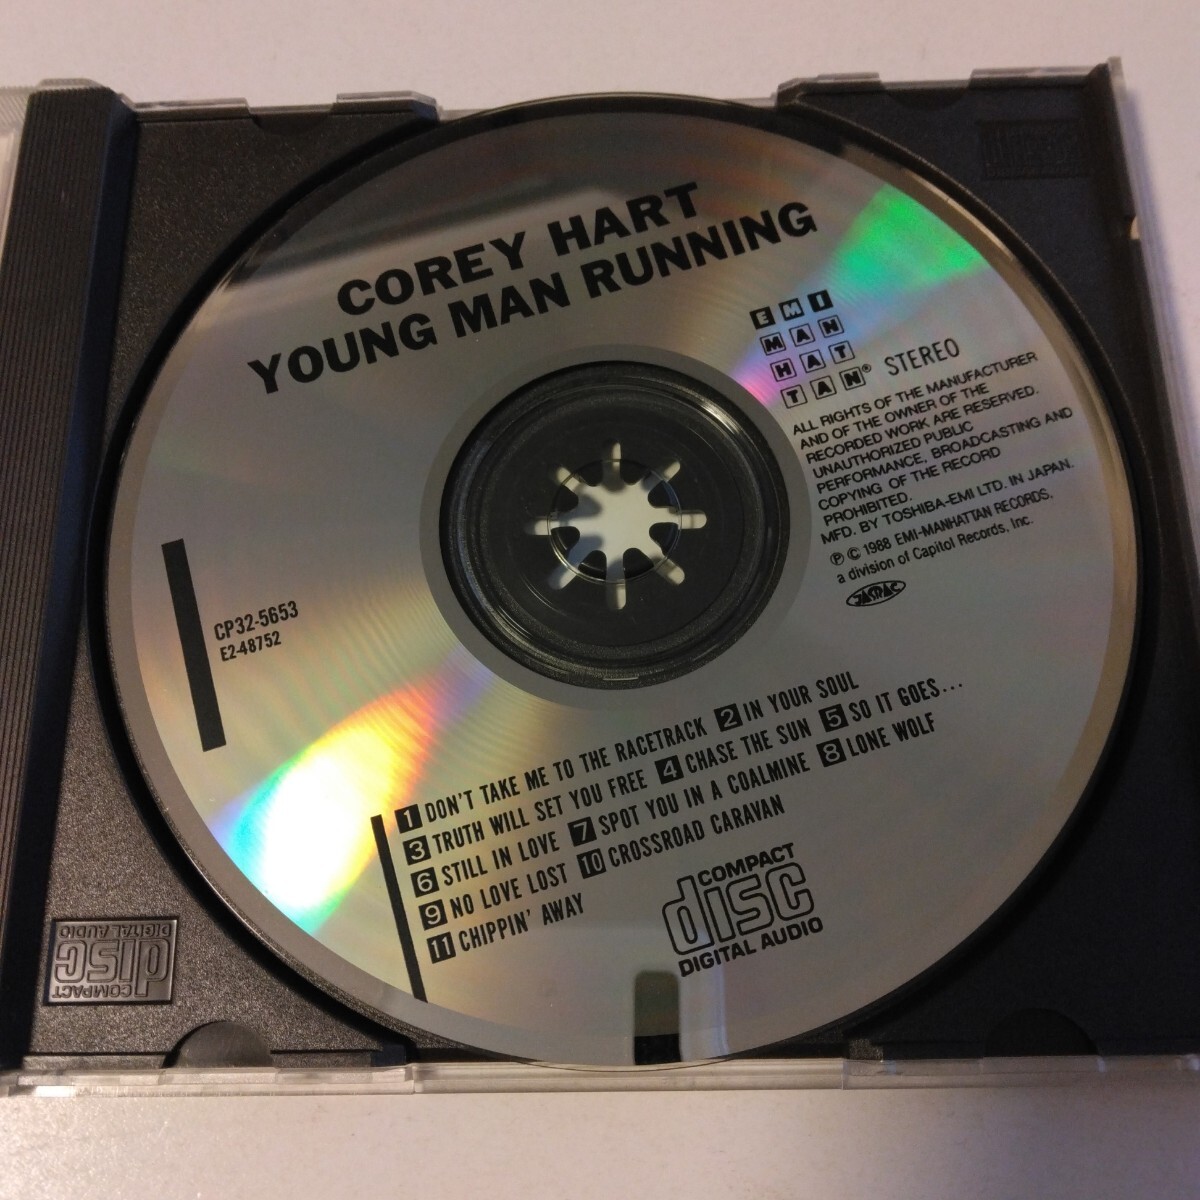 COREY HART
YOUNG MAN RUNNING
EMI
MAN
HAT
TAN® STEREO
ALL RIGHTS OF THE MANUFACTURER
AND OF THE OWNER OF THE
RECORDED WORK ARE RESERVED.
UNAUTHORIZED PUBLIC
PERFORMANCE, BROADCASTING AND
COPYING OF THE RECORD
PROHIBITED.
MFD. BY TOSHIBA-EMI LTD. IN JAPAN.
Ⓟ © 1988 EMI-MANHATTAN RECORDS,
a division of Capitol Records, Inc.
JASRAC
CP32-5653
E2-48752
1 DON'T TAKE ME TO THE RACETRACK 2 IN YOUR SOUL
3 TRUTH WILL SET YOU FREE 4 CHASE THE SUN 5 SO IT GOES...
6 STILL IN LOVE 7 SPOT YOU IN A COALMINE 8 LONE WOLF
9 NO LOVE LOST 10 CROSSROAD CARAVAN
11 CHIPPIN' AWAY
COMPACT
disc
DIGITAL AUDIO
COMPACT
disc
DIGITAL AUDIO